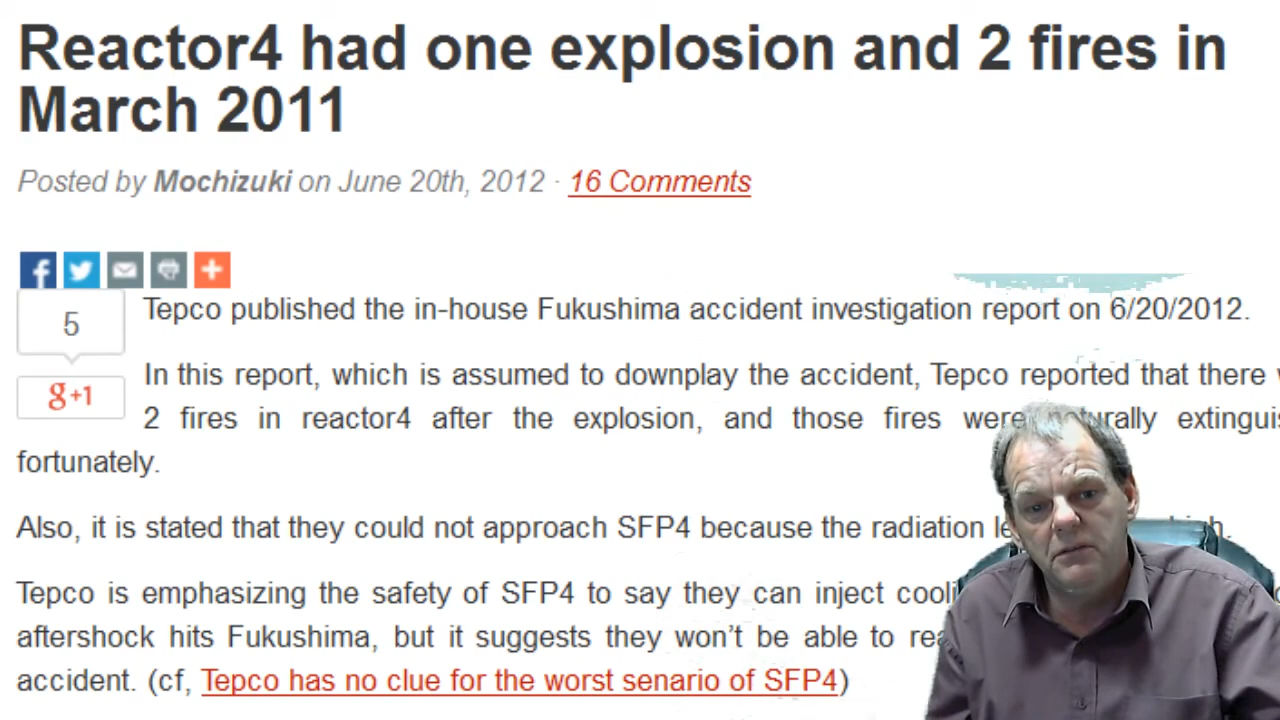 Reactor4 had one explosion and 2 fires in
March 2011
Posted by Mochizuki on June 20th, 2012 · 16 Comments
5
g+1
Tepco published the in-house Fukushima accident investigation report on 6/20/2012.
In this report, which is assumed to downplay the accident, Tepco reported that there
2 fires in reactor4 after the explosion, and those fires were naturally
fortunately.
Also, it is stated that they could not approach SFP4 because the radiation
Tepco is emphasizing the safety of SFP4 to say they can inject
aftershock hits Fukushima, but it suggests they won't be able to
accident. (cf, Tepco has no clue for the worst senario of SFP4)